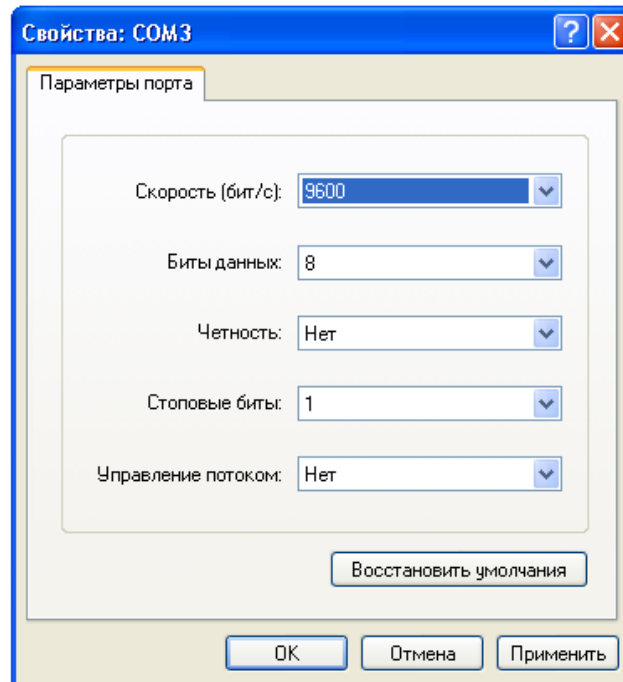 Свойства: COM3
Параметры порта
Скорость (бит/с): 9600
Биты данных: 8
Четность: Нет
Стоповые биты: 1
Управление потоком: Нет
Восстановить умолчания
OK Отмена Применить